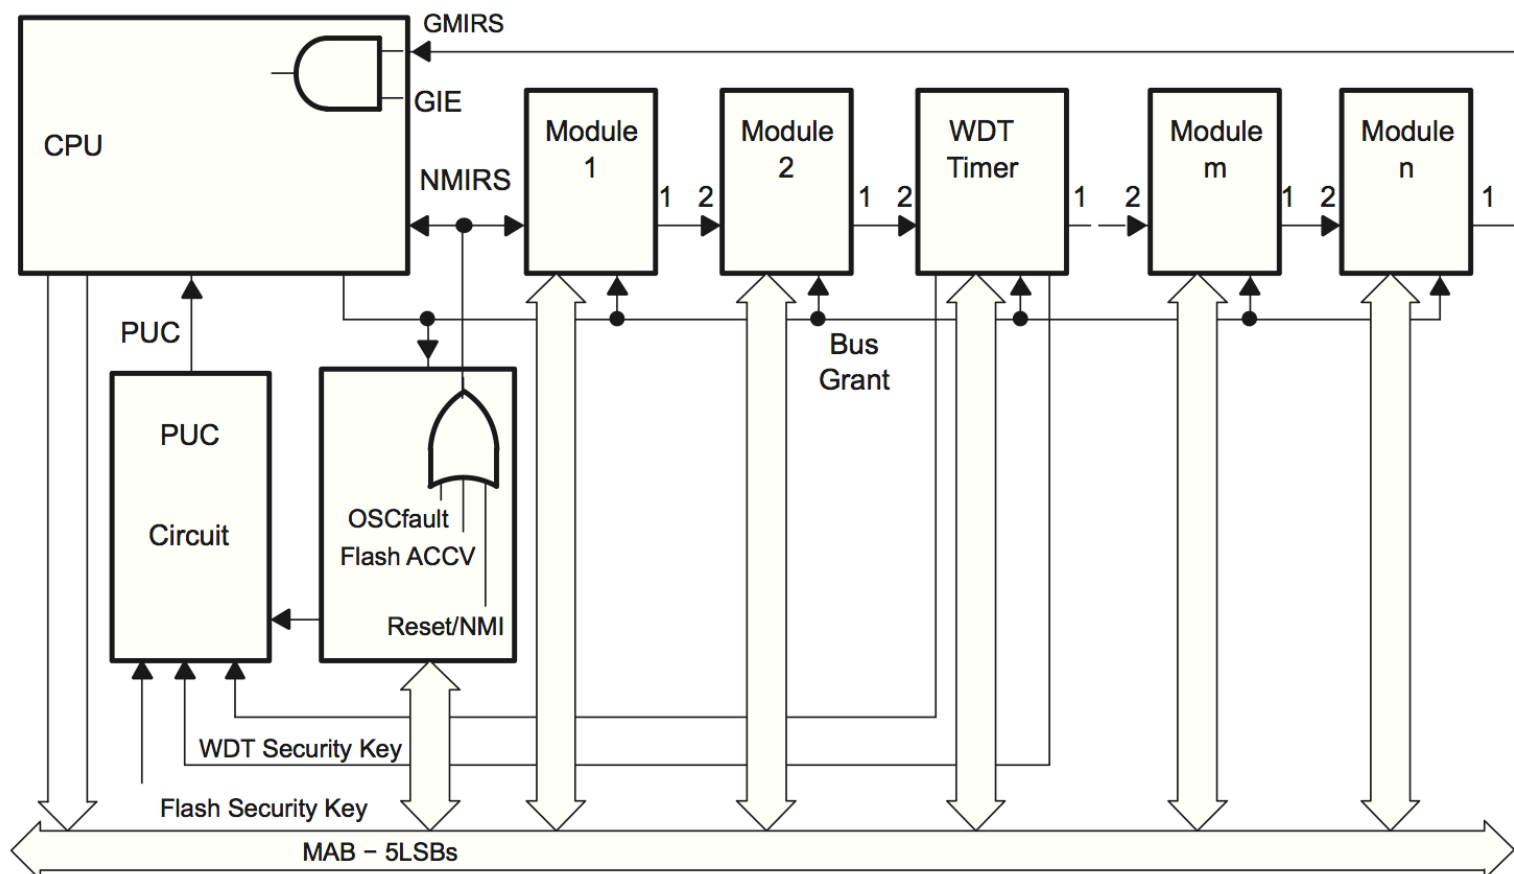 GMIRS
GIE
CPU
NMIRS
Module
1
Module
2
WDT
Timer
Module
m
Module
n
1 2
1 2
1 2
1 2
1
PUC
Bus
Grant
PUC
Circuit
OSCfault
Flash ACCV
Reset/NMI
WDT Security Key
Flash Security Key
MAB − 5LSBs